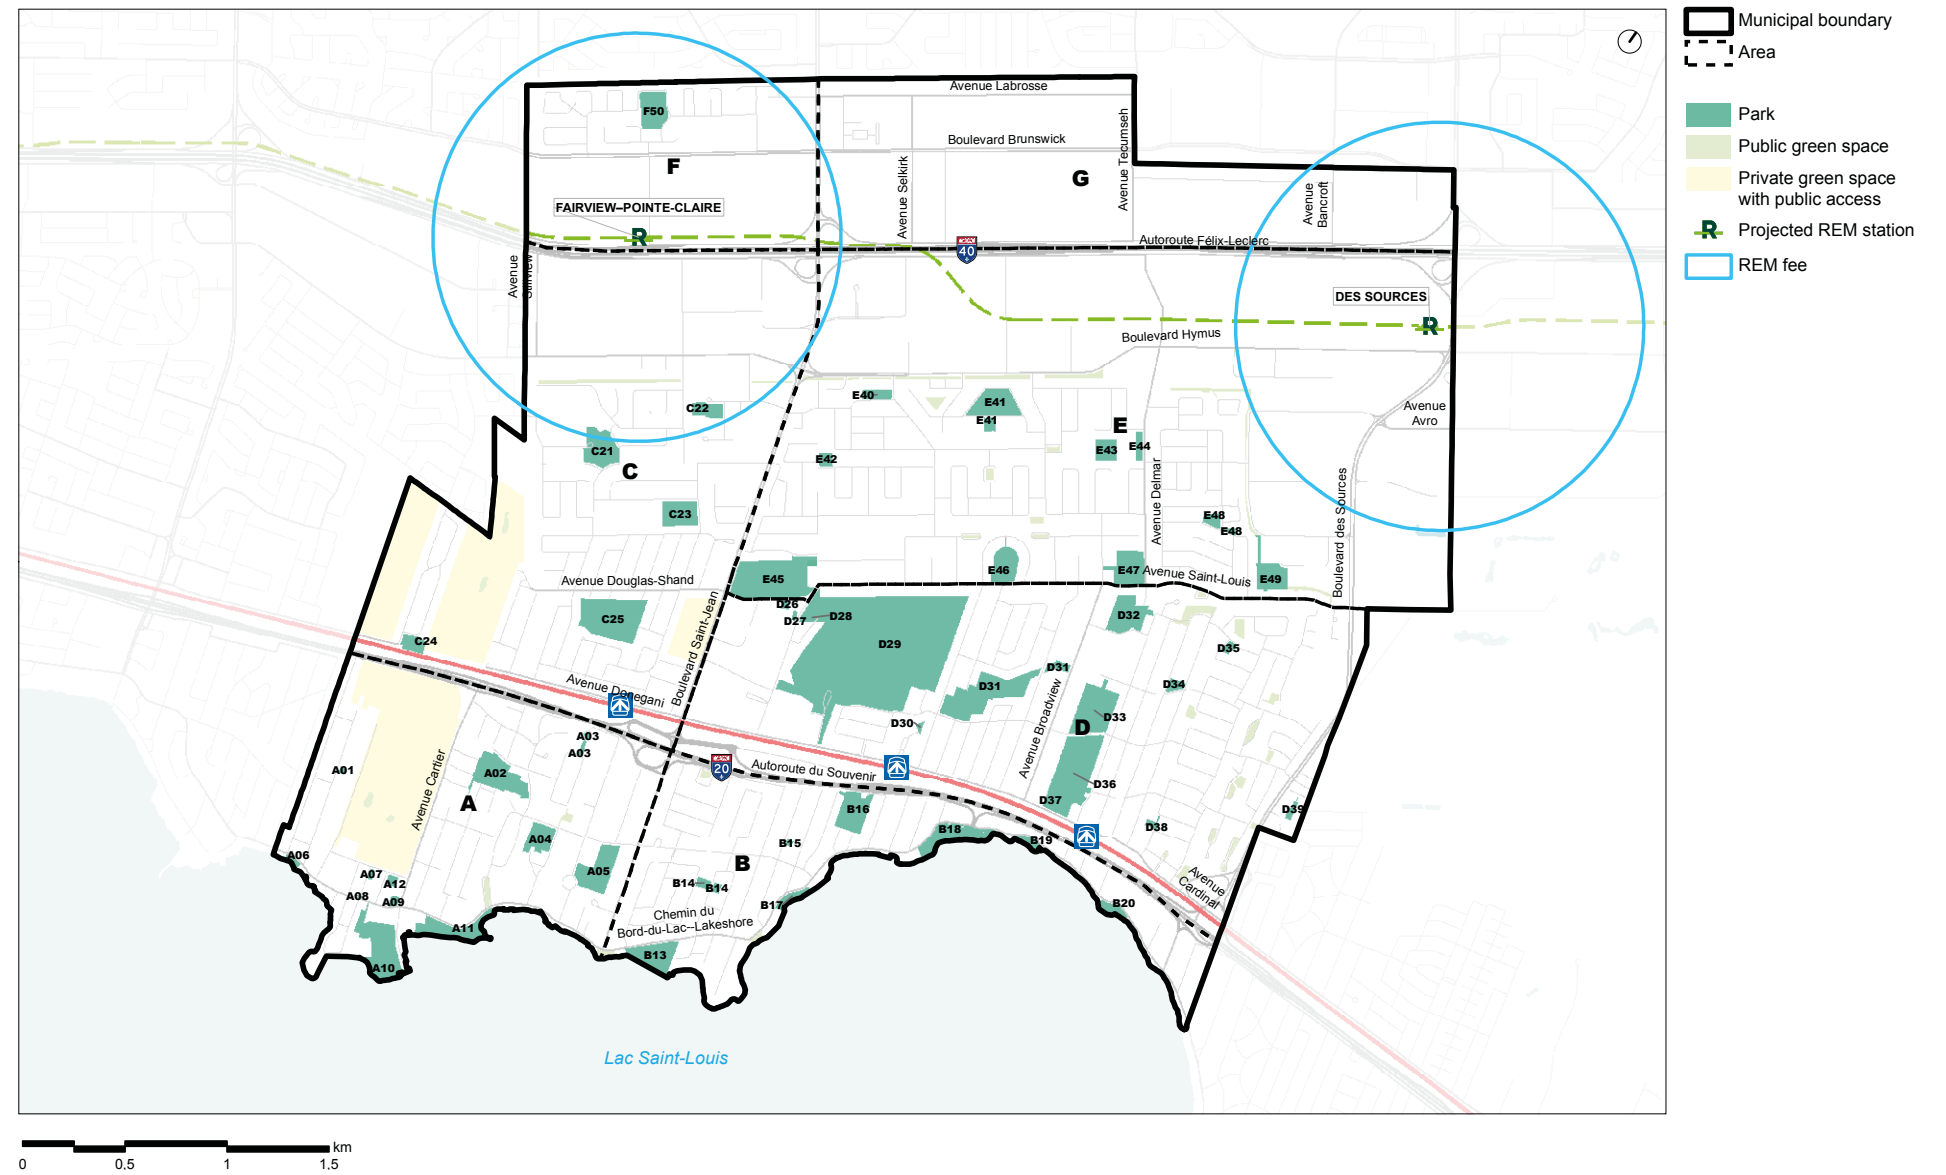 Municipal boundary
Area
Park
Public green space
Private green space
with public access
R Projected REM station
REM fee
Avenue Labrosse
F50
Boulevard Brunswick
Avenue Tecumseh
F
Avenue Selkirk
G
Avenue
Bancroft
FAIRVIEW–POINTE-CLAIRE
R
Autoroute Félix-Leclerc
40
Avenue
Stillview
DES SOURCES
R
Boulevard Hymus
C22
E40
E41
E41
E
Avenue
Avro
C21
C
E42
E43
E44
Avenue Delmar
Boulevard des Sources
C23
E48
E48
Avenue Douglas-Shand
E45
E46
E47
Avenue Saint-Louis
E49
D26
D27
D28
C25
D29
D32
C24
Boulevard Saint-Jean
D35
D31
D31
D34
Avenue Donegani
D30
Avenue Broadview
D33
D
A03
A03
A01
A02
20
Autoroute du Souvenir
D36
D37
D39
Avenue Cartier
A
B16
D38
A04
B15
B18
B19
A06
A05
B
A07
A12
A08
A09
B14
B14
Avenue
Cardinal
B17
B20
Chemin du
Bord-du-Lac--Lakeshore
A11
A10
B13
Lac Saint-Louis
km
0 0,5 1 1,5